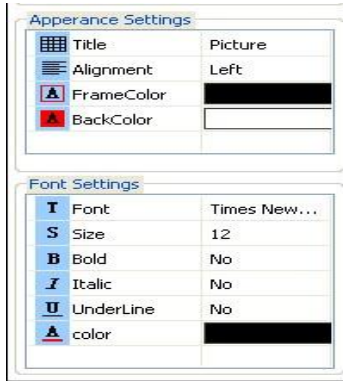 Apperance Settings
Title Picture
Alignment Left
A FrameColor
A BackColor
Font Settings
T Font Times New...
S Size 12
B Bold No
I Italic No
U UnderLine No
A color